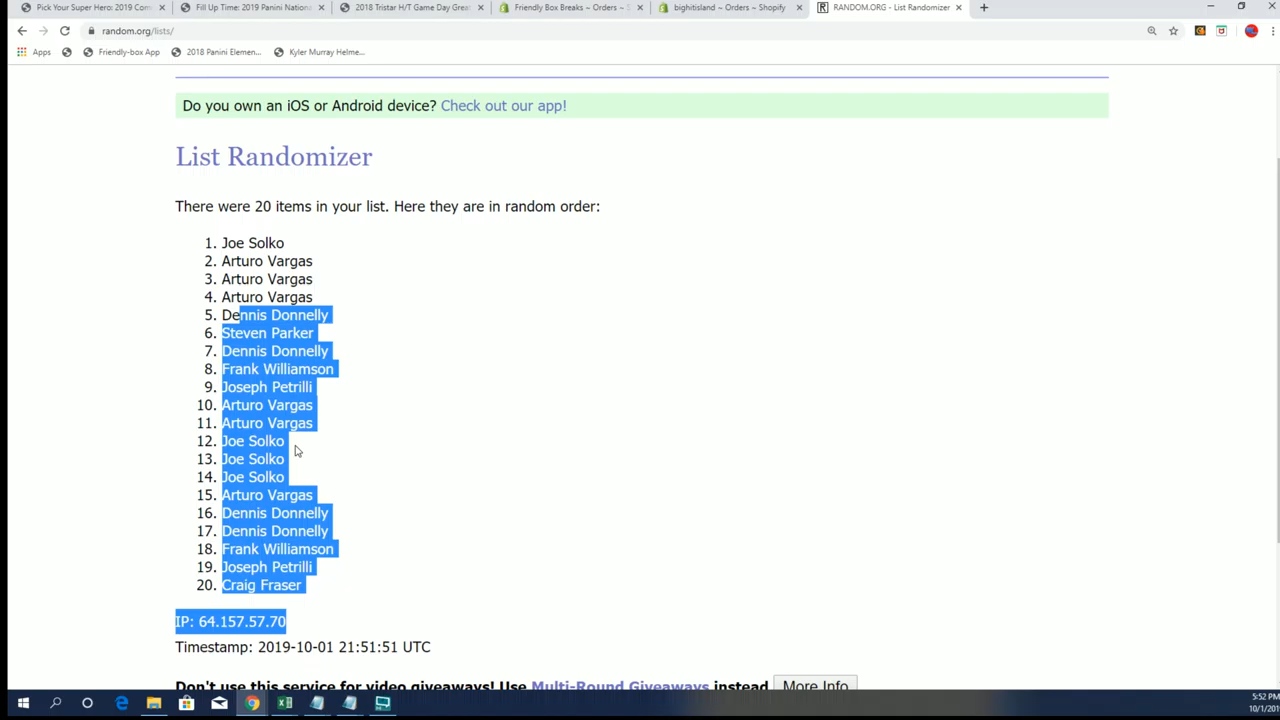 Pick Your Super Hero: 2019 Com
Fill Up Time: 2019 Panini Nation
2018 Tristar H/T Game Day Grea
Friendly Box Breaks ~ Orders ~ S
bighitisland ~ Orders ~ Shopify
RANDOM.ORG - List Randomizer
random.org/lists/
Apps
Friendly-box App
2018 Panini Elemen...
Kyler Murray Helme...
Do you own an iOS or Android device? Check out our app!
List Randomizer
There were 20 items in your list. Here they are in random order:
1. Joe Solko
2. Arturo Vargas
3. Arturo Vargas
4. Arturo Vargas
5. Dennis Donnelly
6. Steven Parker
7. Dennis Donnelly
8. Frank Williamson
9. Joseph Petrilli
10. Arturo Vargas
11. Arturo Vargas
12. Joe Solko
13. Joe Solko
14. Joe Solko
15. Arturo Vargas
16. Dennis Donnelly
17. Dennis Donnelly
18. Frank Williamson
19. Joseph Petrilli
20. Craig Fraser
IP: 64.157.57.70
Timestamp: 2019-10-01 21:51:51 UTC
Don't use this service for video giveaways! Use Multi-Round Giveaways instead More Info
5:52 PM
10/1/201